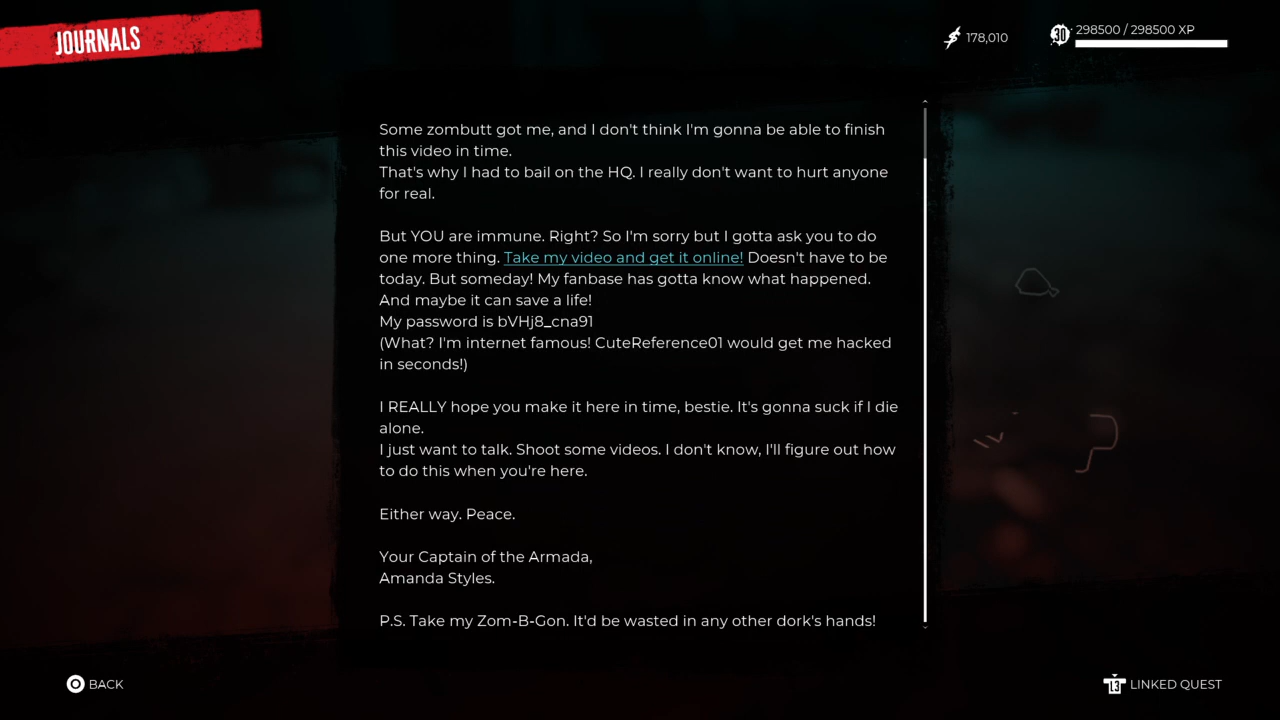 JOURNALS
178,010
30
298500 / 298500 XP
Some zombutt got me, and I don't think I'm gonna be able to finish
this video in time.
That's why I had to bail on the HQ. I really don't want to hurt anyone
for real.
But YOU are immune. Right? So I'm sorry but I gotta ask you to do
one more thing. Take my video and get it online! Doesn't have to be
today. But someday! My fanbase has gotta know what happened.
And maybe it can save a life!
My password is bVHj8_cna91
(What? I'm internet famous! CuteReference01 would get me hacked
in seconds!)
I REALLY hope you make it here in time, bestie. It's gonna suck if I die
alone.
I just want to talk. Shoot some videos. I don't know, I'll figure out how
to do this when you're here.
Either way. Peace.
Your Captain of the Armada,
Amanda Styles.
P.S. Take my Zom-B-Gon. It'd be wasted in any other dork's hands!
BACK
L3 LINKED QUEST